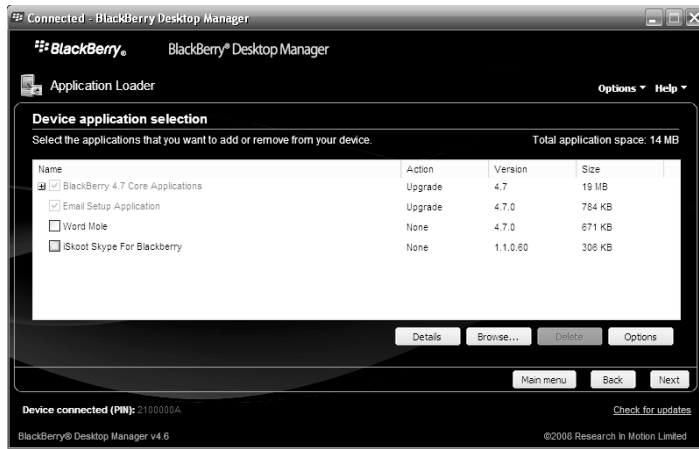 Connected - BlackBerry Desktop Manager
BlackBerry® BlackBerry® Desktop Manager
Application Loader Options Help
Device application selection
Select the applications that you want to add or remove from your device. Total application space: 14 MB
Name Action Version Size
BlackBerry 4.7 Core Applications Upgrade 4.7 19 MB
Email Setup Application Upgrade 4.7.0 784 KB
Word Mole None 4.7.0 671 KB
iSkoot Skype For Blackberry None 1.1.0.60 306 KB
Details Browse... Delete Options
Main menu Back Next
Device connected (PIN): 2100000A Check for updates
BlackBerry® Desktop Manager v4.6 ©2008 Research In Motion Limited